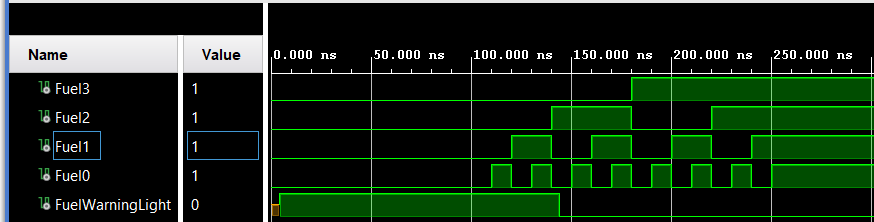 Name Value
0.000 ns 50.000 ns 100.000 ns 150.000 ns 200.000 ns 250.000 ns
Fuel3 1
Fuel2 1
Fuel1 1
Fuel0 1
FuelWarningLight 0